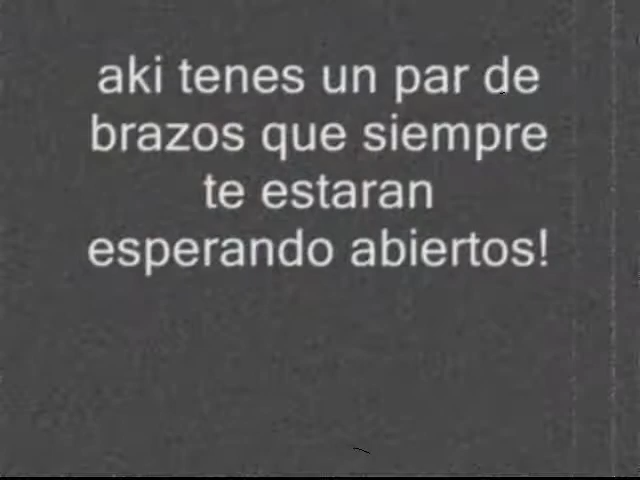 aki tenes un par de
brazos que siempre
te estaran
esperando abiertos!